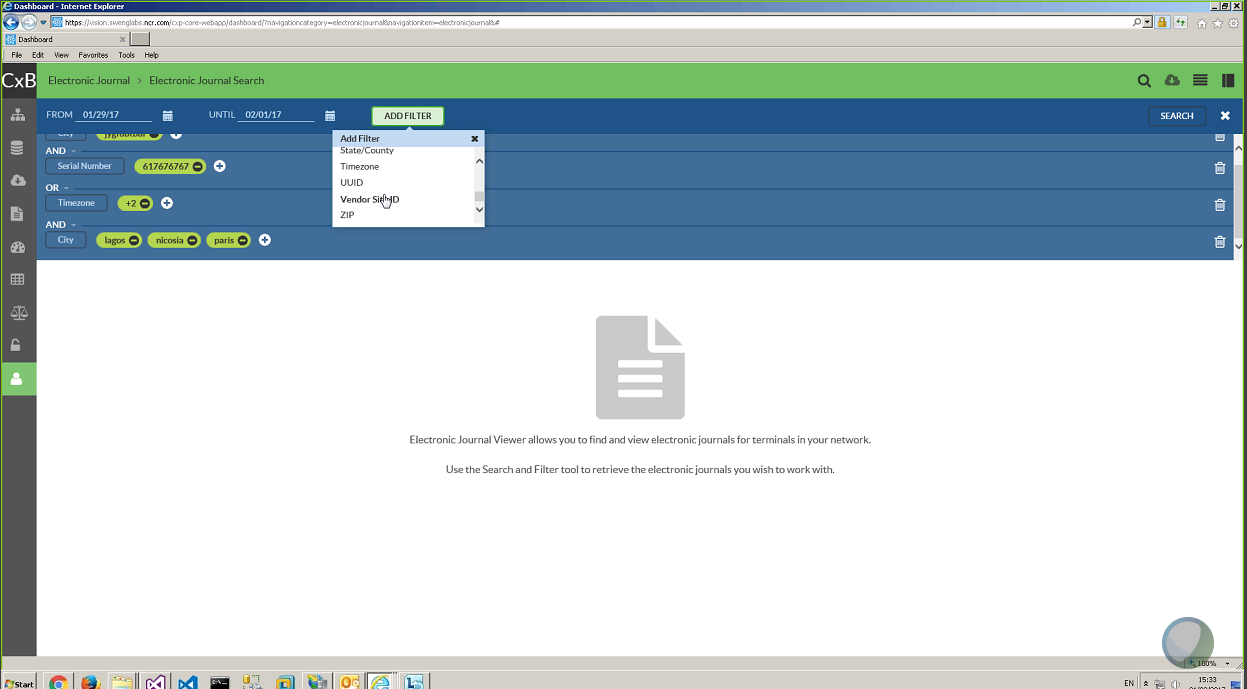 Dashboard - Internet Explorer
https://vision.swenglabs.ncr.com/cxp-core-webapp/dashboard/?navigationcategory=electronicjournal&navigationitem=electronicjournal&#
Dashboard
File Edit View Favorites Tools Help
CxB Electronic Journal > Electronic Journal Search
FROM 01/29/17 UNTIL 02/01/17 ADD FILTER SEARCH
City
Add Filter
State/County
Timezone
UUID
Vendor Sit ID
ZIP
AND
Serial Number 617676767
OR
Timezone +2
AND
City lagos nicosia paris
Electronic Journal Viewer allows you to find and view electronic journals for terminals in your network.
Use the Search and Filter tool to retrieve the electronic journals you wish to work with.
100%
Start EN 15:33